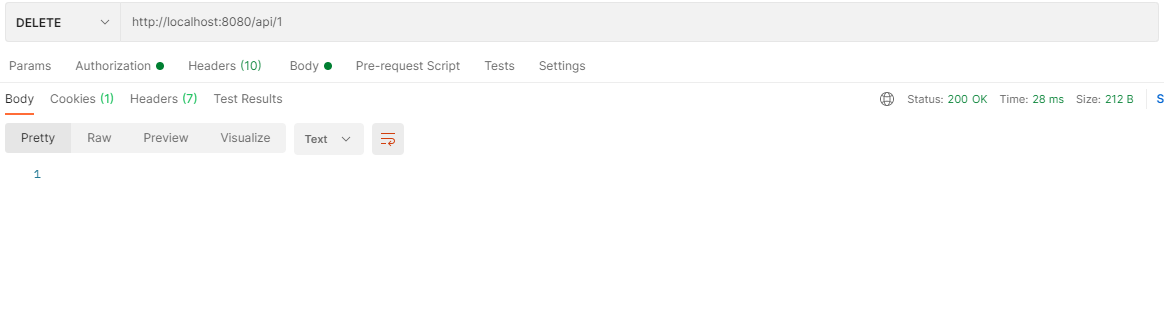 DELETE http://localhost:8080/api/1
Params Authorization Headers (10) Body Pre-request Script Tests Settings
Body Cookies (1) Headers (7) Test Results Status: 200 OK Time: 28 ms Size: 212 B S
Pretty Raw Preview Visualize Text
1